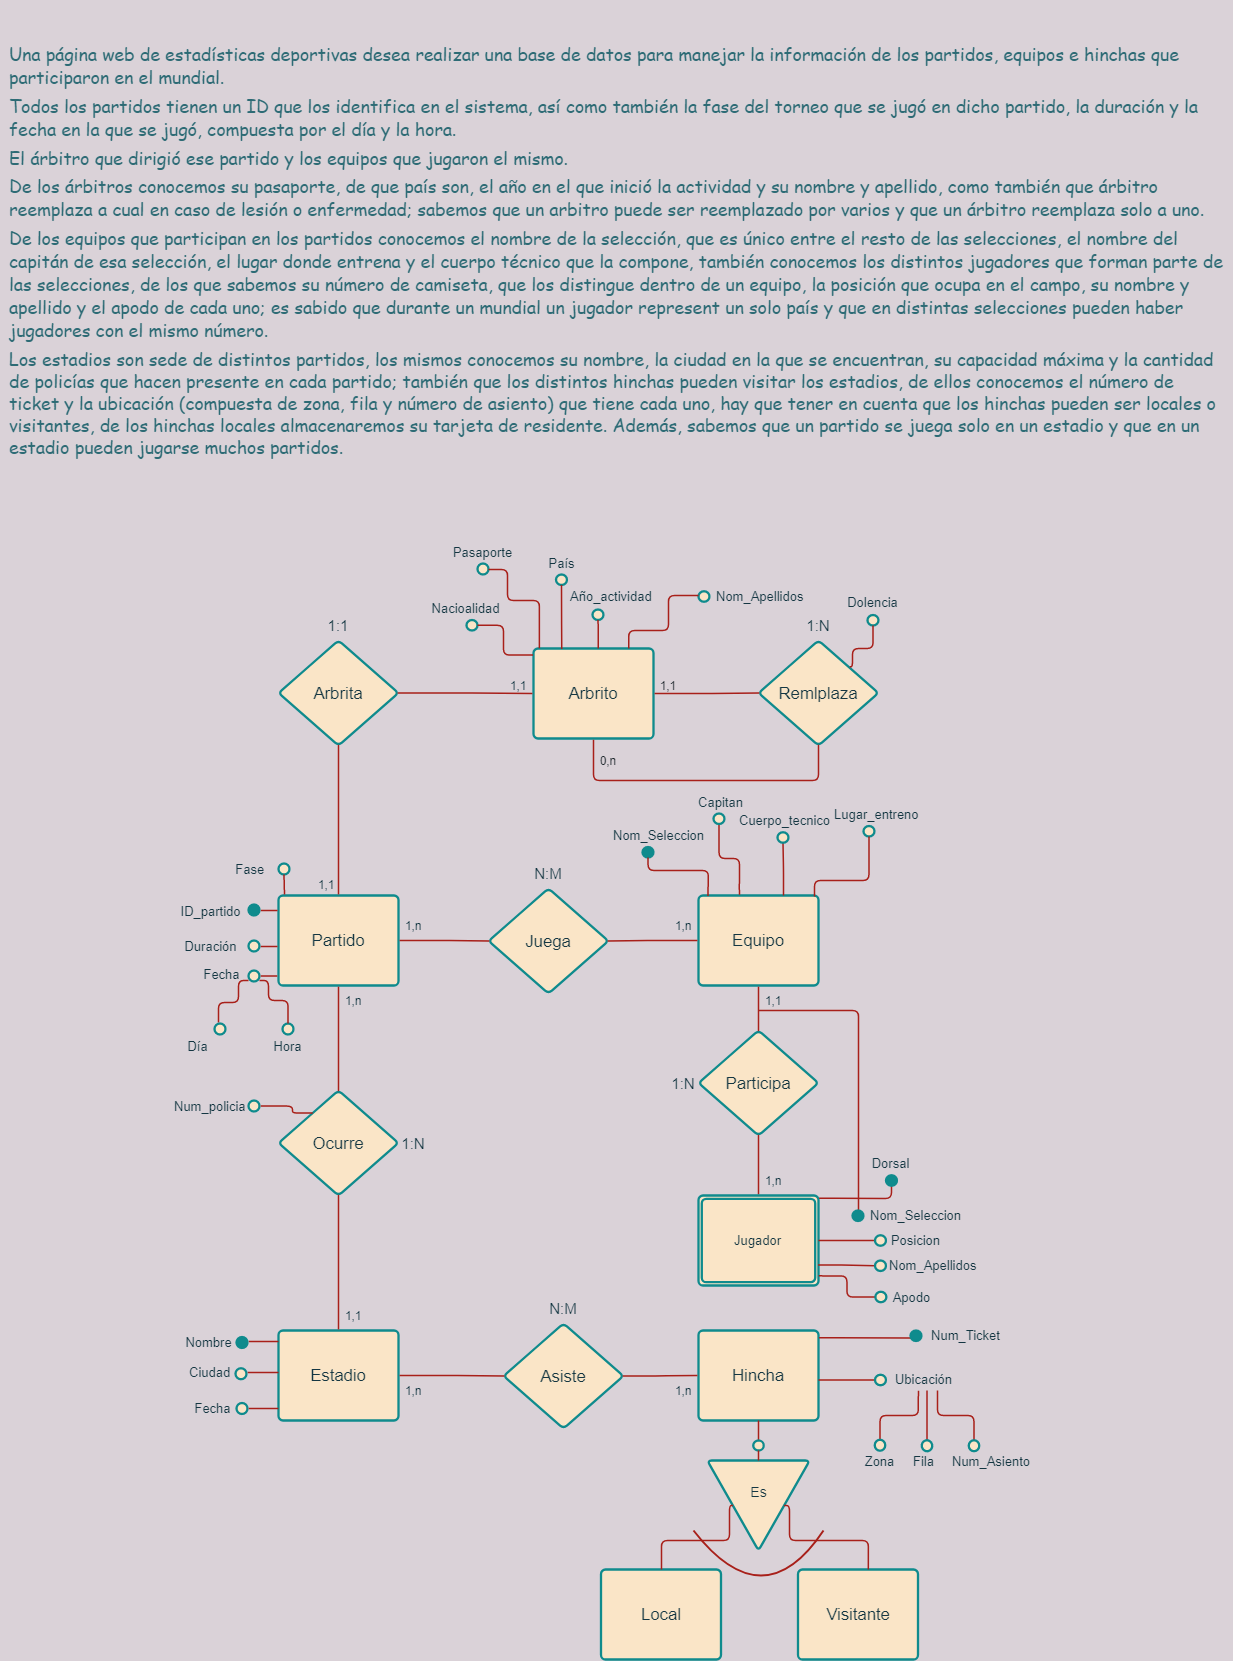 Una página web de estadísticas deportivas desea realizar una base de datos para manejar la información de los partidos, equipos e hinchas que
participaron en el mundial.
Todos los partidos tienen un ID que los identifica en el sistema, así como también la fase del torneo que se jugó en dicho partido, la duración y la
fecha en la que se jugó, compuesta por el día y la hora.
El árbitro que dirigió ese partido y los equipos que jugaron el mismo.
De los árbitros conocemos su pasaporte, de que país son, el año en el que inició la actividad y su nombre y apellido, como también que árbitro
reemplaza a cual en caso de lesión o enfermedad; sabemos que un arbitro puede ser reemplazado por varios y que un árbitro reemplaza solo a uno.
De los equipos que participan en los partidos conocemos el nombre de la selección, que es único entre el resto de las selecciones, el nombre del
capitán de esa selección, el lugar donde entrena y el cuerpo técnico que la compone, también conocemos los distintos jugadores que forman parte de
las selecciones, de los que sabemos su número de camiseta, que los distingue dentro de un equipo, la posición que ocupa en el campo, su nombre y
apellido y el apodo de cada uno; es sabido que durante un mundial un jugador represent un solo país y que en distintas selecciones pueden haber
jugadores con el mismo número.
Los estadios son sede de distintos partidos, los mismos conocemos su nombre, la ciudad en la que se encuentran, su capacidad máxima y la cantidad
de policías que hacen presente en cada partido; también que los distintos hinchas pueden visitar los estadios, de ellos conocemos el número de
ticket y la ubicación (compuesta de zona, fila y número de asiento) que tiene cada uno, hay que tener en cuenta que los hinchas pueden ser locales o
visitantes, de los hinchas locales almacenaremos su tarjeta de residente. Además, sabemos que un partido se juega solo en un estadio y que en un
estadio pueden jugarse muchos partidos.
Pasaporte
País
Año_actividad
Nom_Apellidos
Dolencia
Nacioalidad
1:1
1:N
Arbrita
1,1
Arbrito
1,1
Remlplaza
0,n
Capitan
Cuerpo_tecnico
Lugar_entreno
Nom_Seleccion
Fase
1,1
N:M
ID_partido
Partido
1,n
Juega
1,n
Equipo
Duración
Fecha
1,n
1,1
Día
Hora
1:N
Participa
Num_policia
Ocurre
1:N
Dorsal
1,n
Nom_Seleccion
Jugador
Posicion
Nom_Apellidos
Apodo
1,1
N:M
Nombre
Num_Ticket
Ciudad
Estadio
Asiste
Hincha
Ubicación
1,n
1,n
Fecha
Zona
Fila
Num_Asiento
Es
Local
Visitante